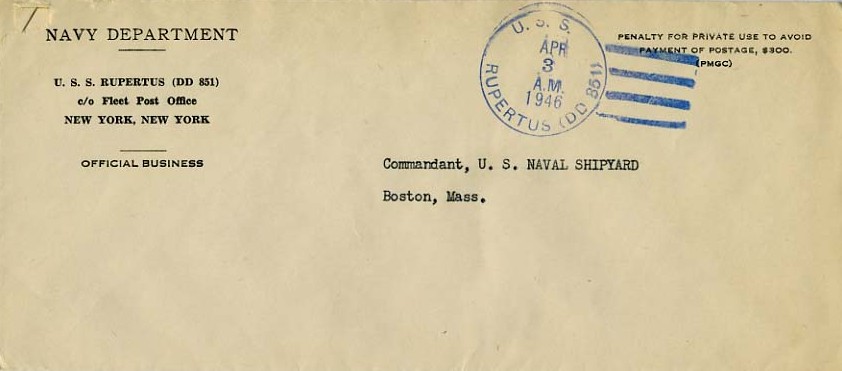 NAVY DEPARTMENT
U. S. S. RUPERTUS (DD 851)
c/o Fleet Post Office
NEW YORK, NEW YORK
OFFICIAL BUSINESS
U. S. S.
APR
3
A.M.
1946
RUPERTUS (DD 851)
PENALTY FOR PRIVATE USE TO AVOID
PAYMENT OF POSTAGE, $300.
(PMGC)
Commandant, U. S. NAVAL SHIPYARD
Boston, Mass.